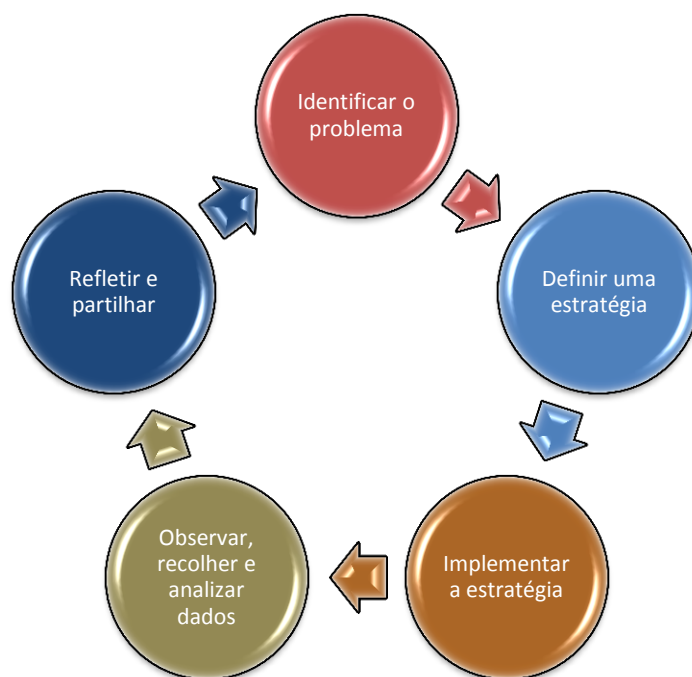 Identificar o
problema
Definir uma
estratégia
Implementar
a estratégia
Observar,
recolher e
analizar
dados
Refletir e
partilhar